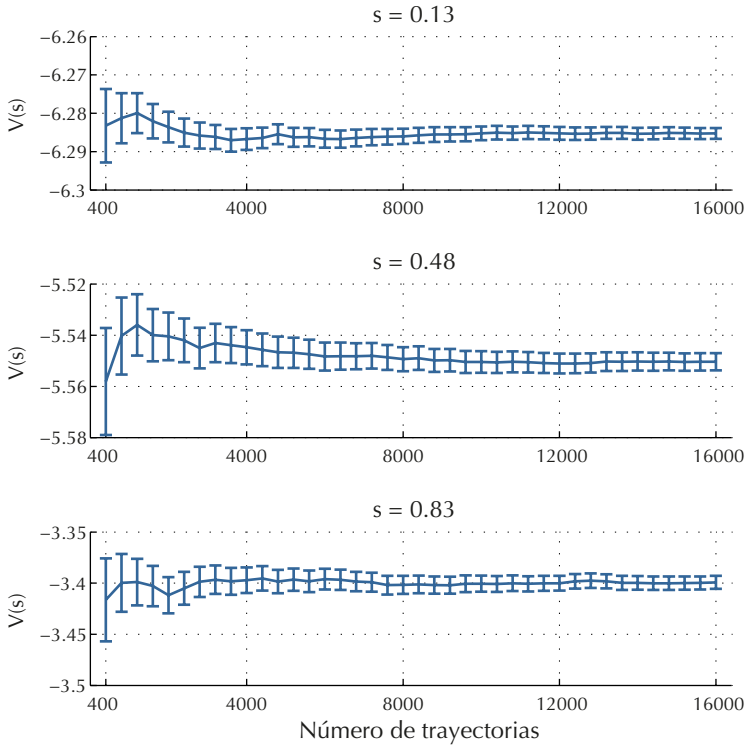 s = 0.13
−6.26
−6.27
−6.28
−6.29
−6.3
V(s)
400 4000 8000 12000 16000
s = 0.48
−5.52
−5.54
−5.56
−5.58
V(s)
400 4000 8000 12000 16000
s = 0.83
−3.35
−3.4
−3.45
−3.5
V(s)
400 4000 8000 12000 16000
Número de trayectorias